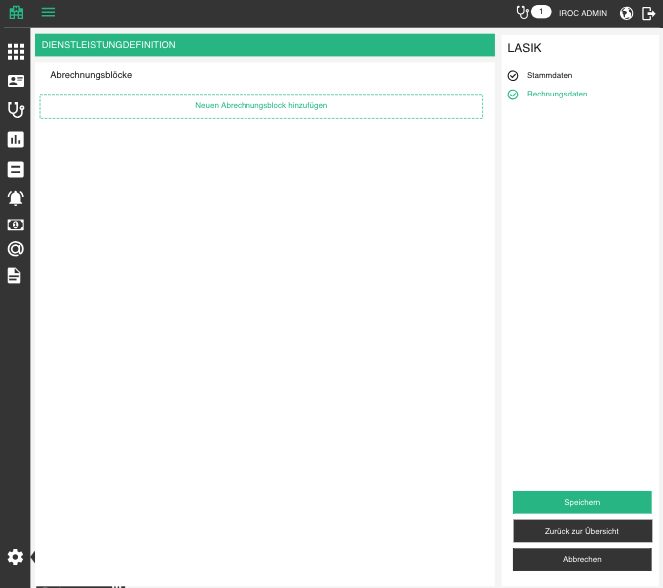 1 IROC ADMIN
DIENSTLEISTUNGDEFINITION
Abrechnungsblöcke
Neuen Abrechnungsblock hinzufügen
LASIK
Stammdaten
Rechnungsdaten
Speichern
Zurück zur Übersicht
Abbrechen